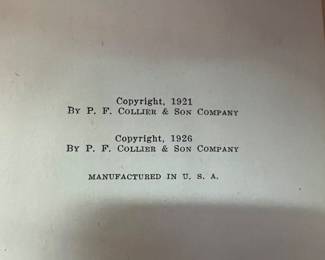 Copyright, 1921
By P. F. Collier & Son Company
Copyright, 1926
By P. F. Collier & Son Company
MANUFACTURED IN U. S. A.